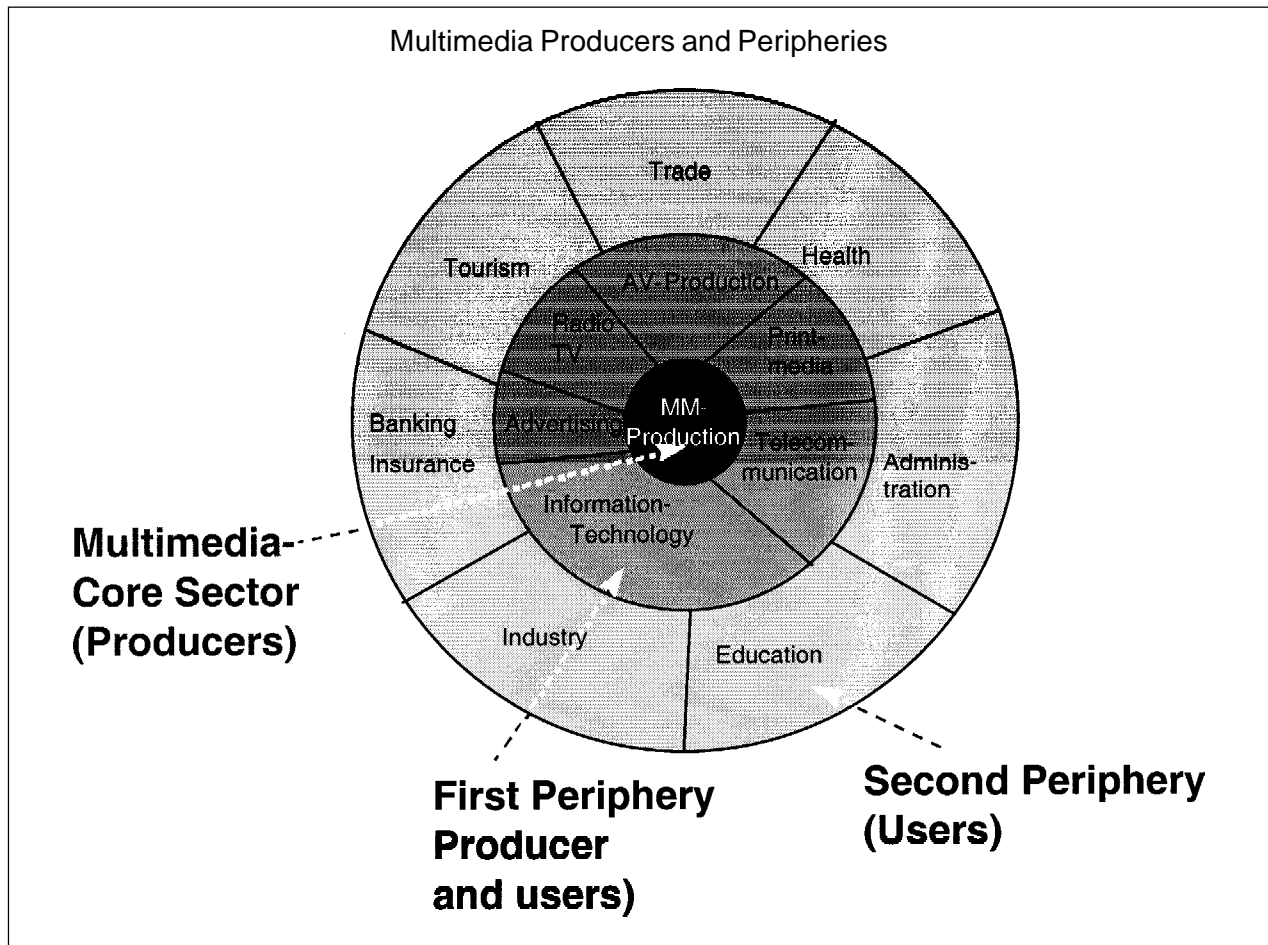 Multimedia Producers and Peripheries
Trade
Health
Tourism
AV-Production
Radio
TV
Print-
media
MM-
Production
Banking
Insurance
Advertising
Telecom-
munication
Adminis-
tration
Information-
Technology
Industry
Education
Multimedia-
Core Sector
(Producers)
First Periphery
Producer
and users)
Second Periphery
(Users)